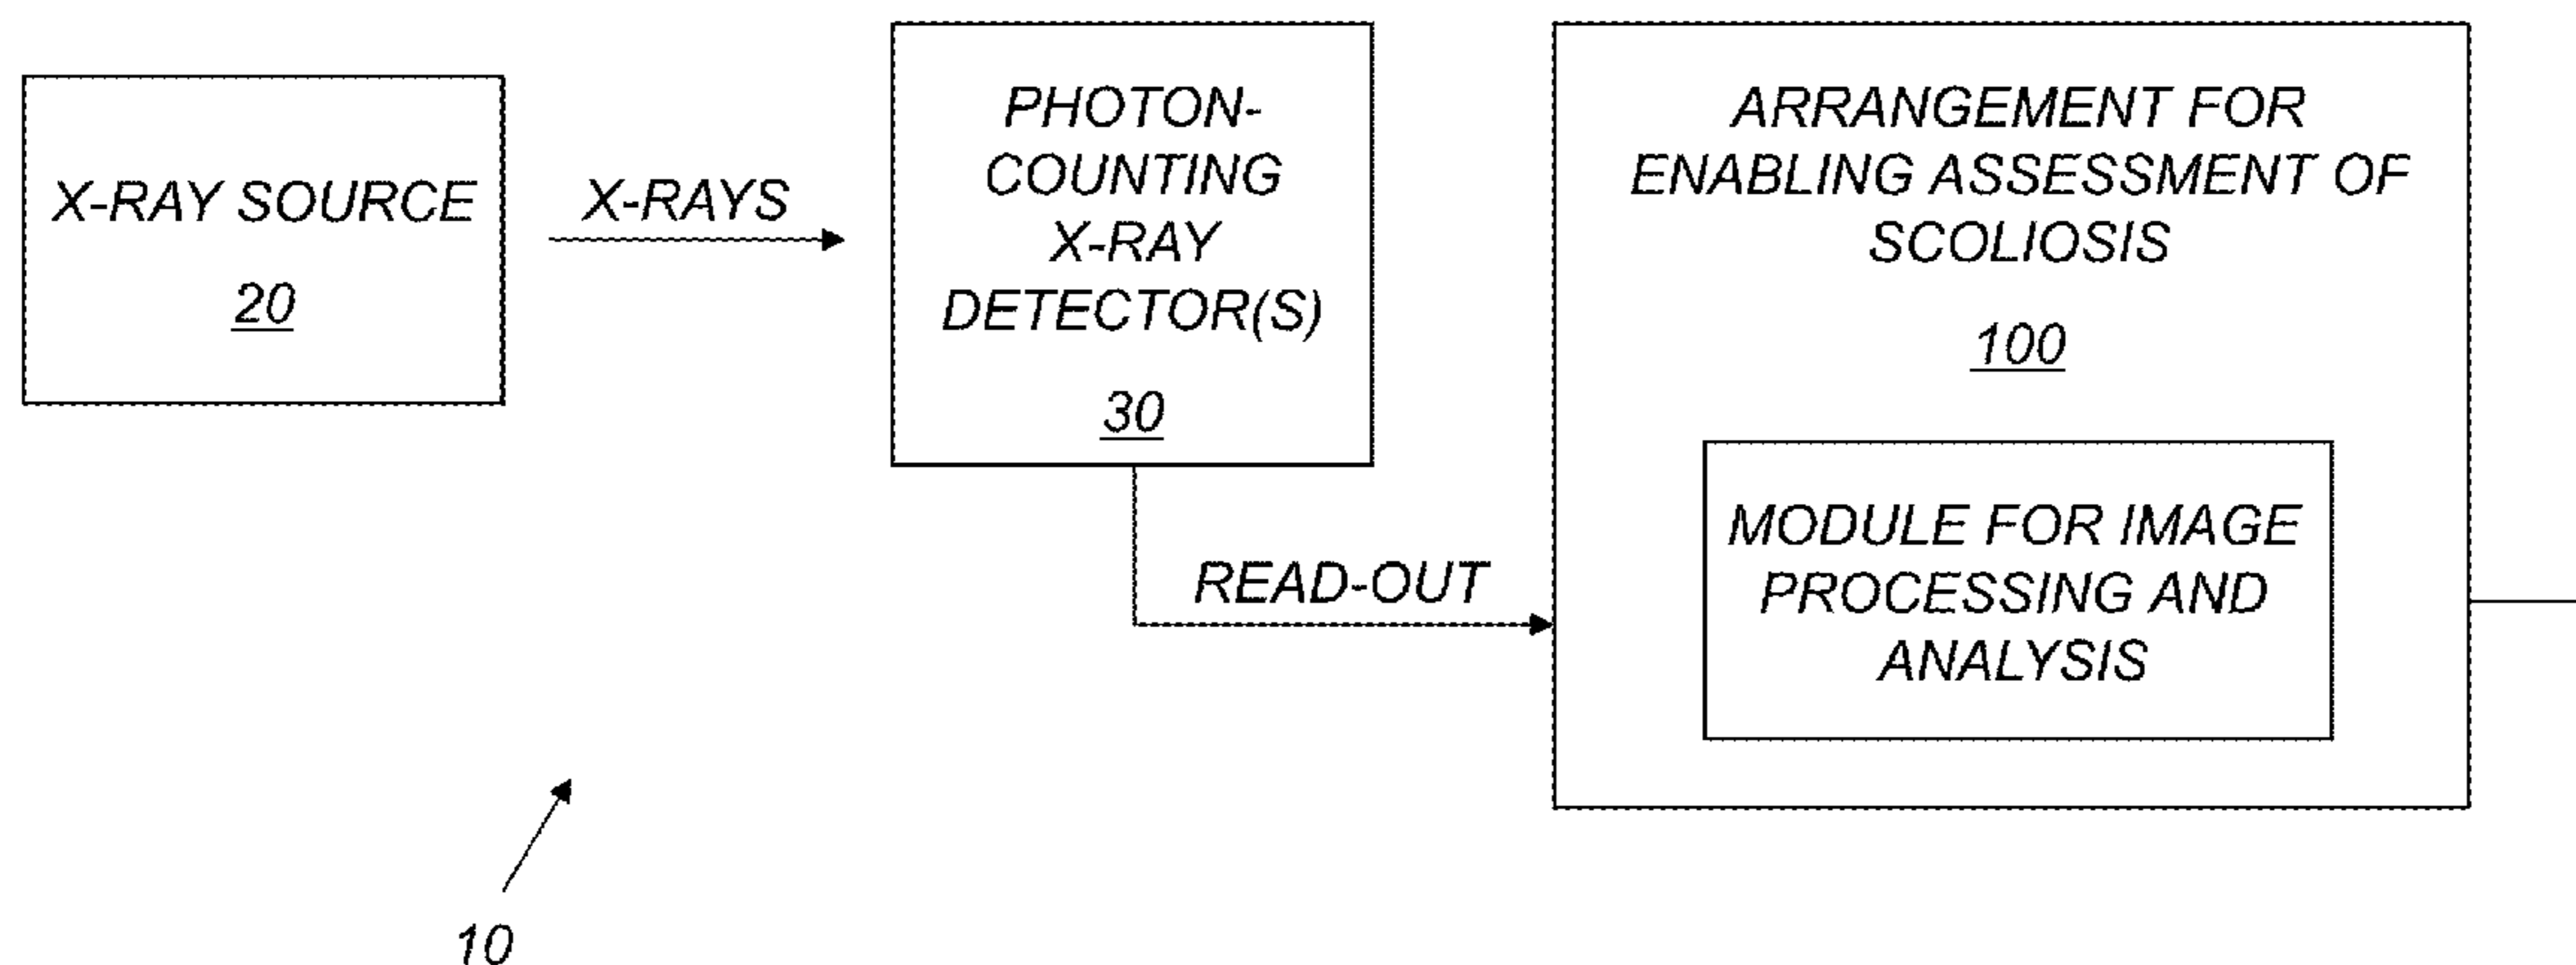 X-RAY SOURCE
20
X-RAYS
PHOTON-
COUNTING
X-RAY
DETECTOR(S)
30
READ-OUT
ARRANGEMENT FOR
ENABLING ASSESSMENT OF
SCOLIOSIS
100
MODULE FOR IMAGE
PROCESSING AND
ANALYSIS
10